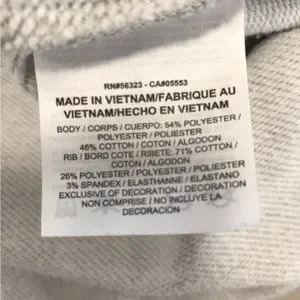 RN#56323 - CA#05553
MADE IN VIETNAM/FABRIQUE AU
VIETNAM/HECHO EN VIETNAM
BODY / CORPS / CUERPO: 54% POLYESTER /
POLYESTER / POLIESTER
46% COTTON / COTON / ALGODON
RIB / BORD COTE / RIBETE: 71% COTTON /
COTON / ALGODON
26% POLYESTER / POLYESTER / POLIESTER
3% SPANDEX / ELASTHANNE / ELASTANO
EXCLUSIVE OF DECORATION / DECORATION
NON COMPRISE / NO INCLUYE LA
DECORACION